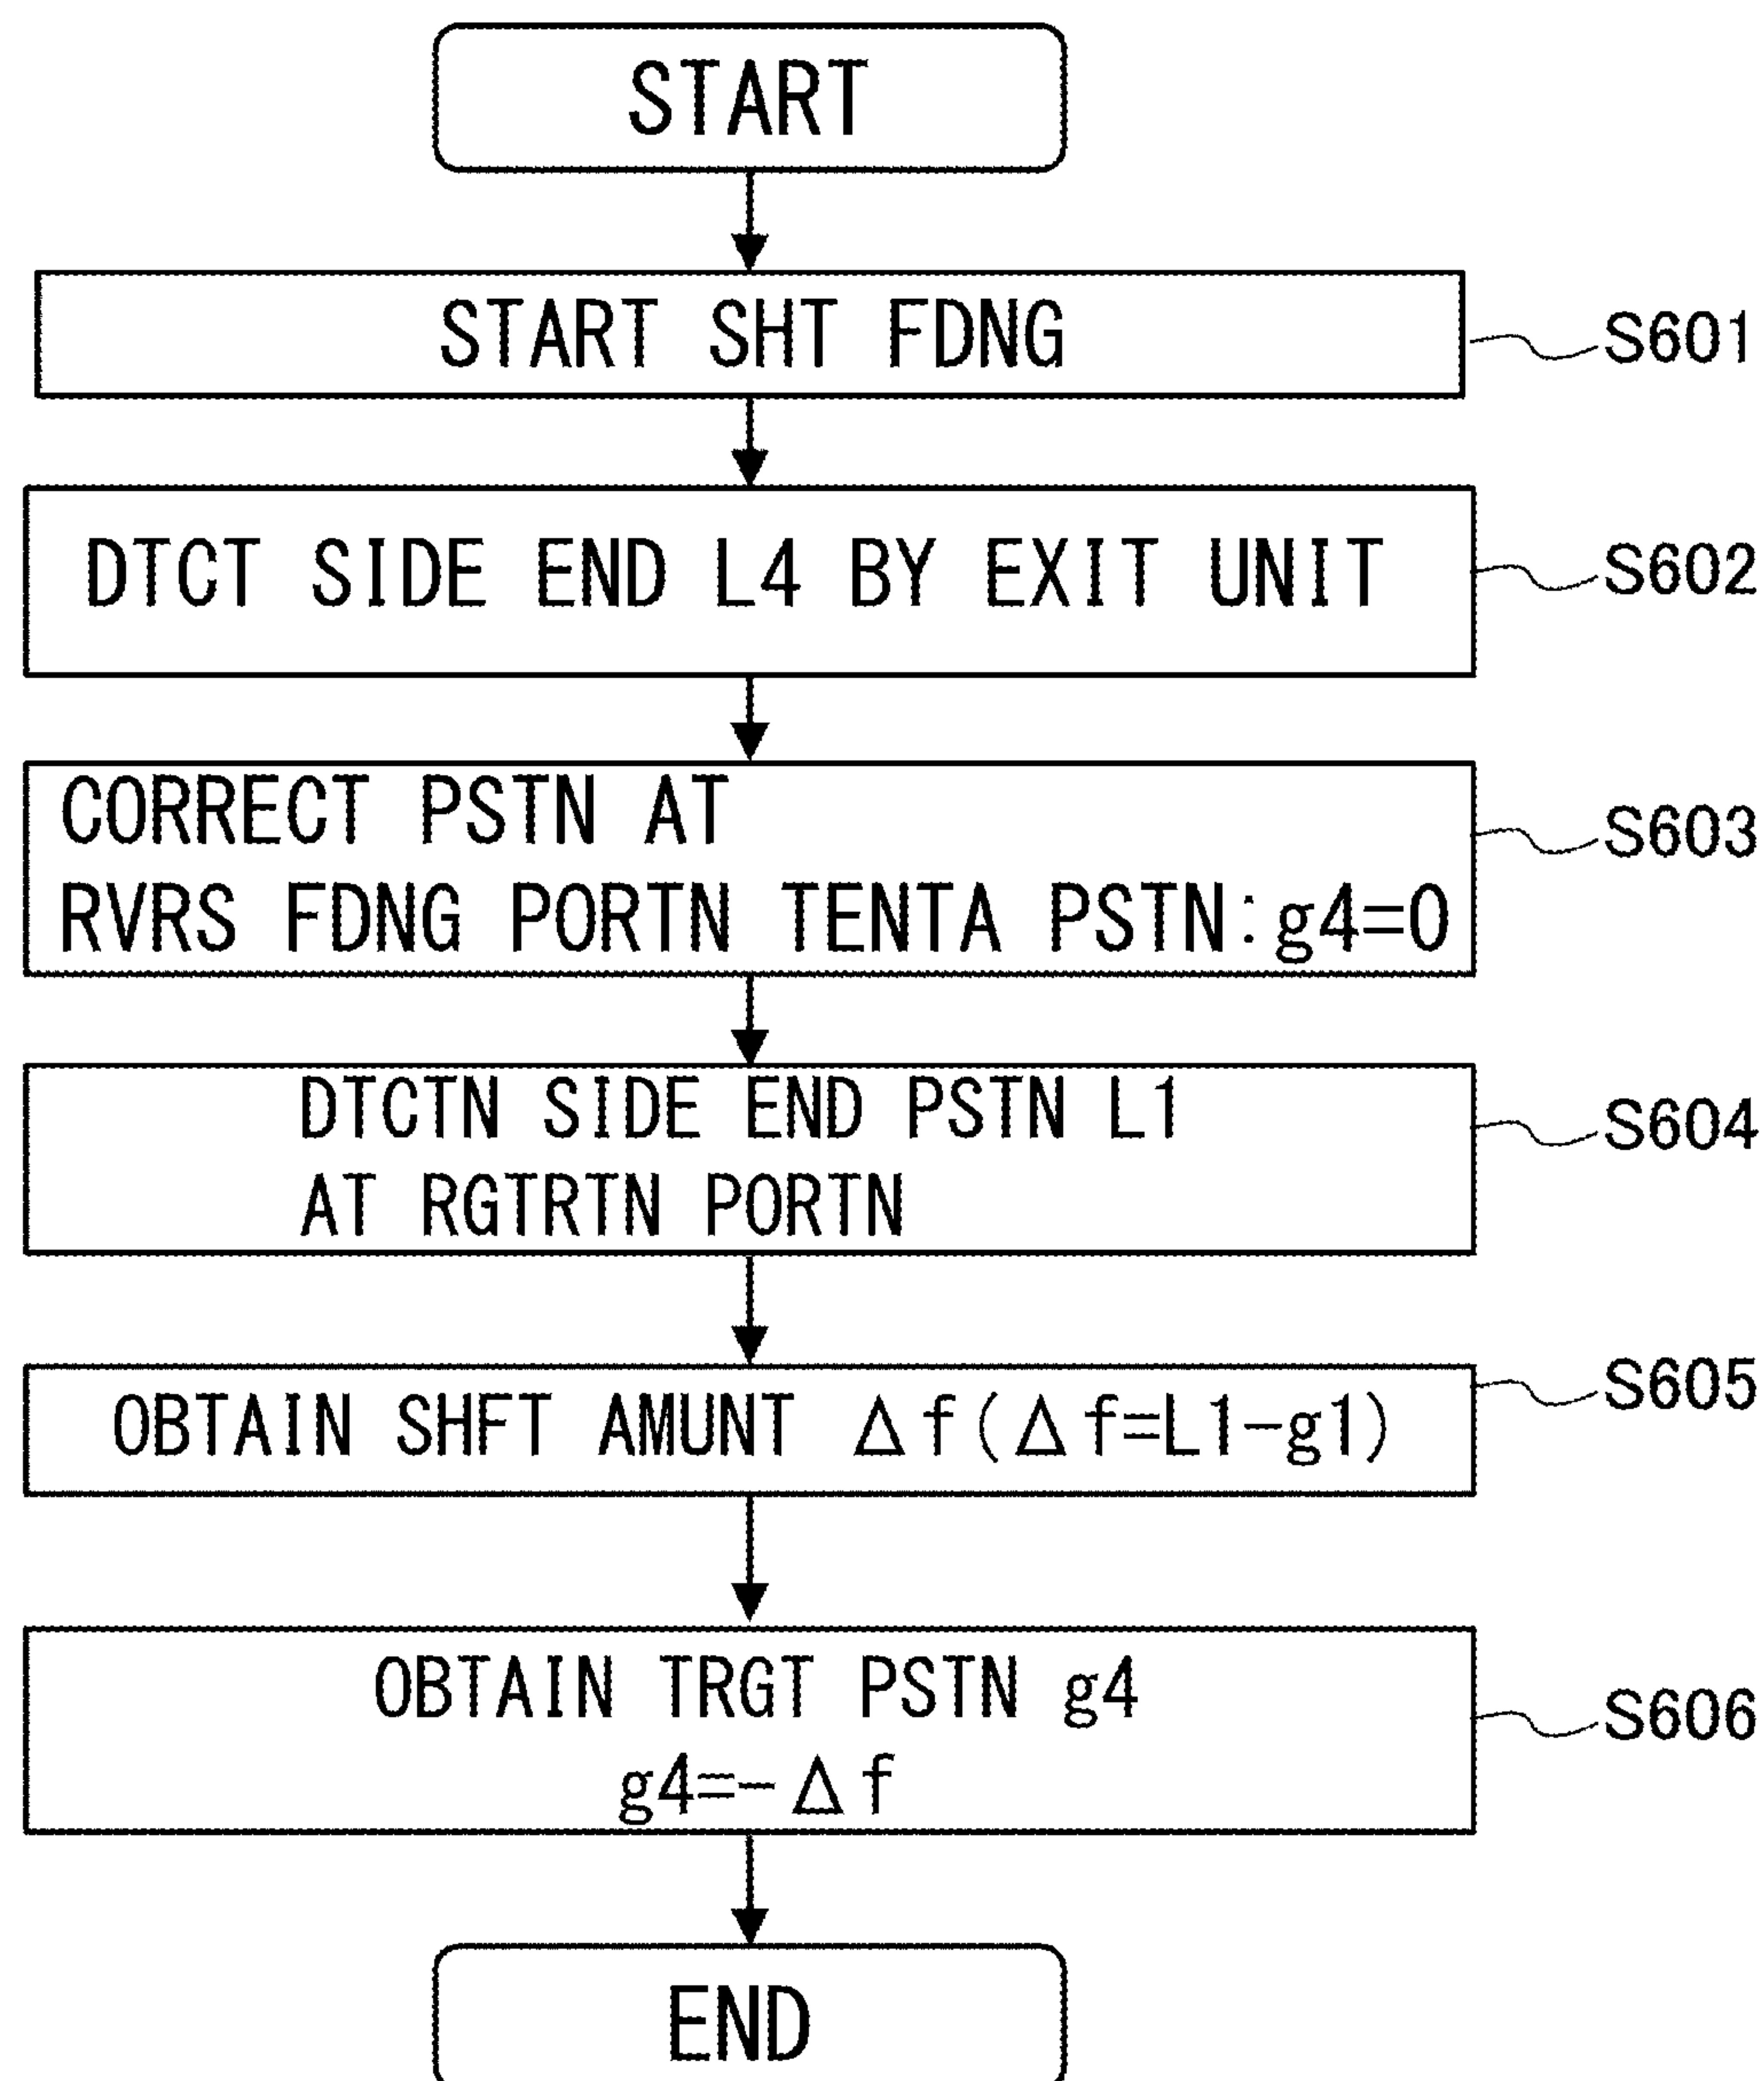 START
START SHT FDNG
S601
DTCT SIDE END L4 BY EXIT UNIT
S602
CORRECT PSTN AT
RVRS FDNG PORTN TENTA PSTN:g4=0
S603
DTCTN SIDE END PSTN L1
AT RGTRTN PORTN
S604
OBTAIN SHFT AMUNT Δf(Δf=L1-g1)
S605
OBTAIN TRGT PSTN g4
g4=-Δf
S606
END